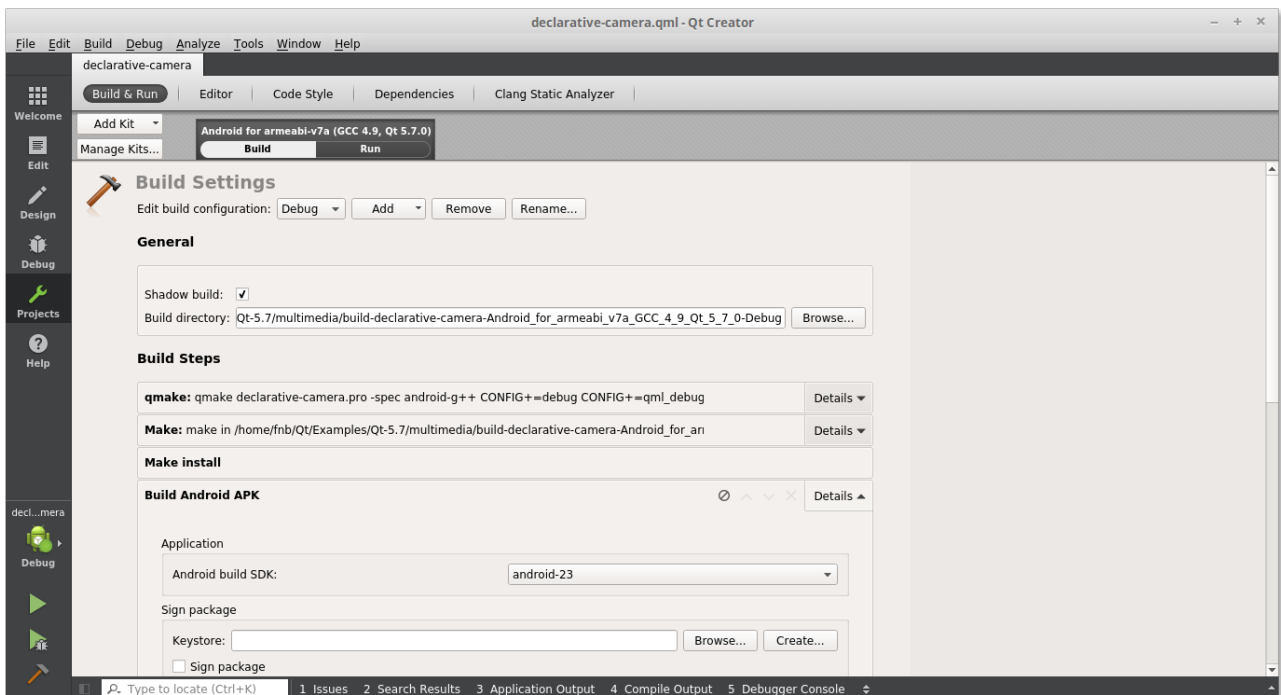 declarative-camera.qml - Qt Creator
File Edit Build Debug Analyze Tools Window Help
declarative-camera
Build & Run Editor Code Style Dependencies Clang Static Analyzer
Welcome
Edit
Design
Debug
Projects
Help
Add Kit
Manage Kits...
Android for armeabi-v7a (GCC 4.9, Qt 5.7.0)
Build Run
Build Settings
Edit build configuration: Debug Add Remove Rename...
General
Shadow build:
Build directory: Qt-5.7/multimedia/build-declarative-camera-Android_for_armeabi_v7a_GCC_4_9_Qt_5_7_0-Debug Browse...
Build Steps
qmake: qmake declarative-camera.pro -spec android-g++ CONFIG+=debug CONFIG+=qml_debug Details
Make: make in /home/fnb/Qt/Examples/Qt-5.7/multimedia/build-declarative-camera-Android_for_ar Details
Make install
Build Android APK Details
Application
Android build SDK: android-23
Sign package
Keystore: Browse... Create...
Sign package
decl...mera
Debug
Type to locate (Ctrl+K) 1 Issues 2 Search Results 3 Application Output 4 Compile Output 5 Debugger Console